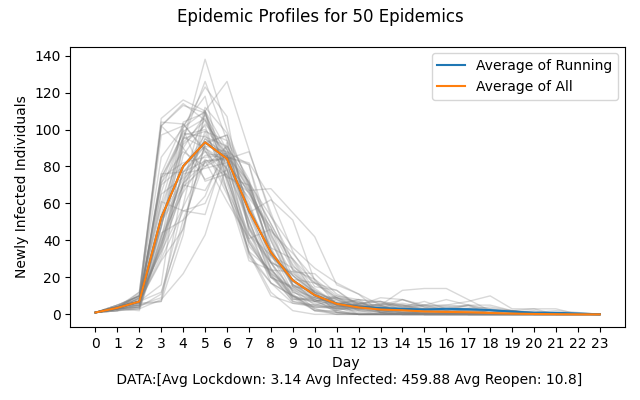 Epidemic Profiles for 50 Epidemics
Average of Running
Average of All
Newly Infected Individuals
140
120
100
80
60
40
20
0
0 1 2 3 4 5 6 7 8 9 10 11 12 13 14 15 16 17 18 19 20 21 22 23
Day
DATA:[Avg Lockdown: 3.14 Avg Infected: 459.88 Avg Reopen: 10.8]